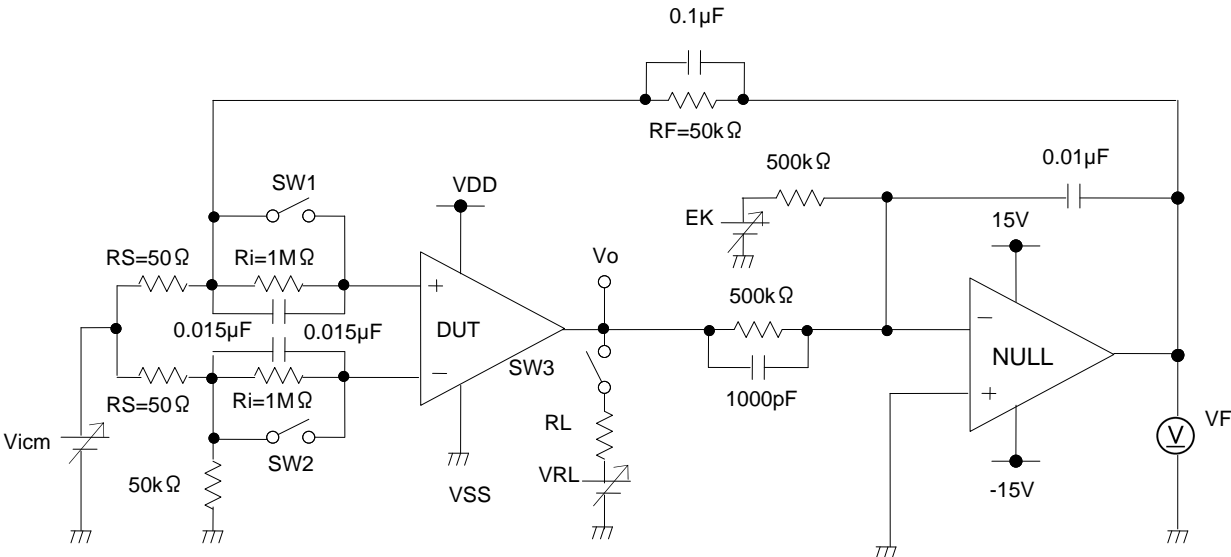 0.1µF
RF=50kΩ
500kΩ
0.01µF
SW1
VDD
EK
15V
RS=50Ω
Ri=1MΩ
Vo
500kΩ
+
−
0.015µF
0.015µF
DUT
NULL
SW3
−
+
RS=50Ω
Ri=1MΩ
1000pF
Vicm
SW2
RL
VF
V
50kΩ
VSS
VRL
-15V